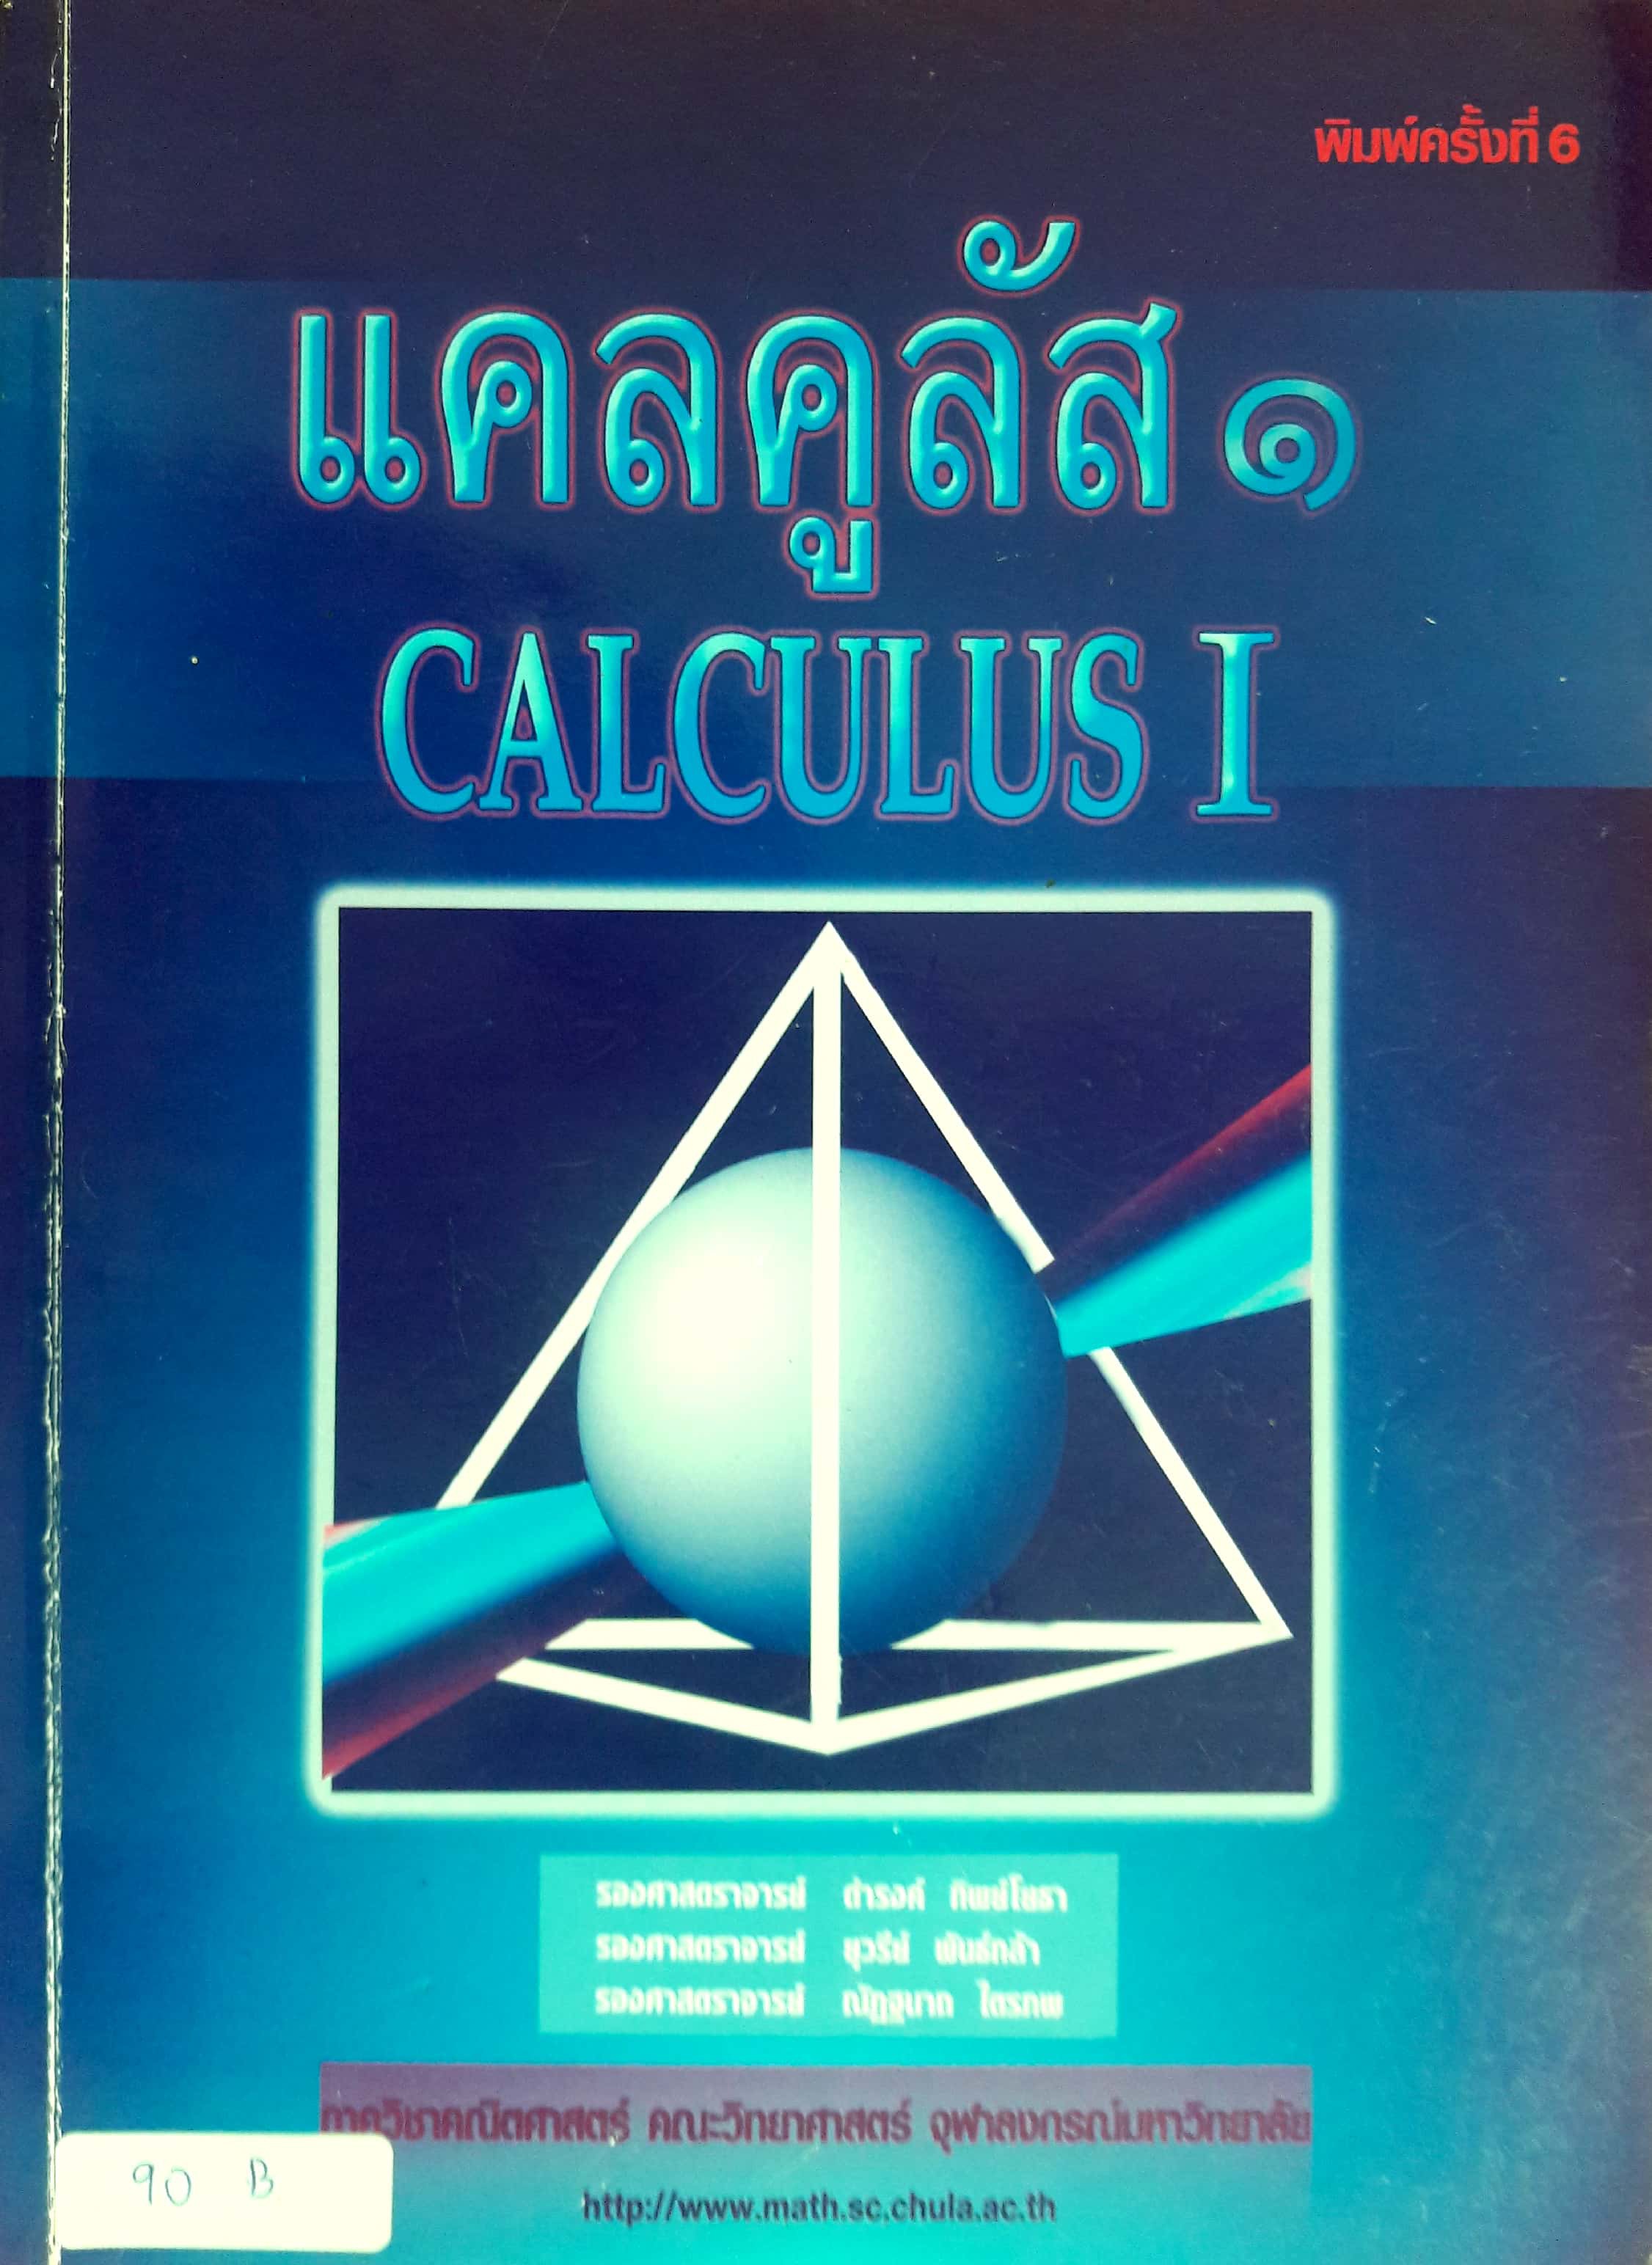 พิมพ์ครั้งที่ 6
แคลคูลัส ๑
CALCULUS I
รองศาสตราจารย์ ดำรงค์ ทิพย์โยธา
รองศาสตราจารย์ ยุวรีย์ พันธ์กล้า
รองศาสตราจารย์ ณัฏฐนาถ ไตรภพ
ภาควิชาคณิตศาสตร์ คณะวิทยาศาสตร์ จุฬาลงกรณ์มหาวิทยาลัย
90 B
http://www.math.sc.chula.ac.th